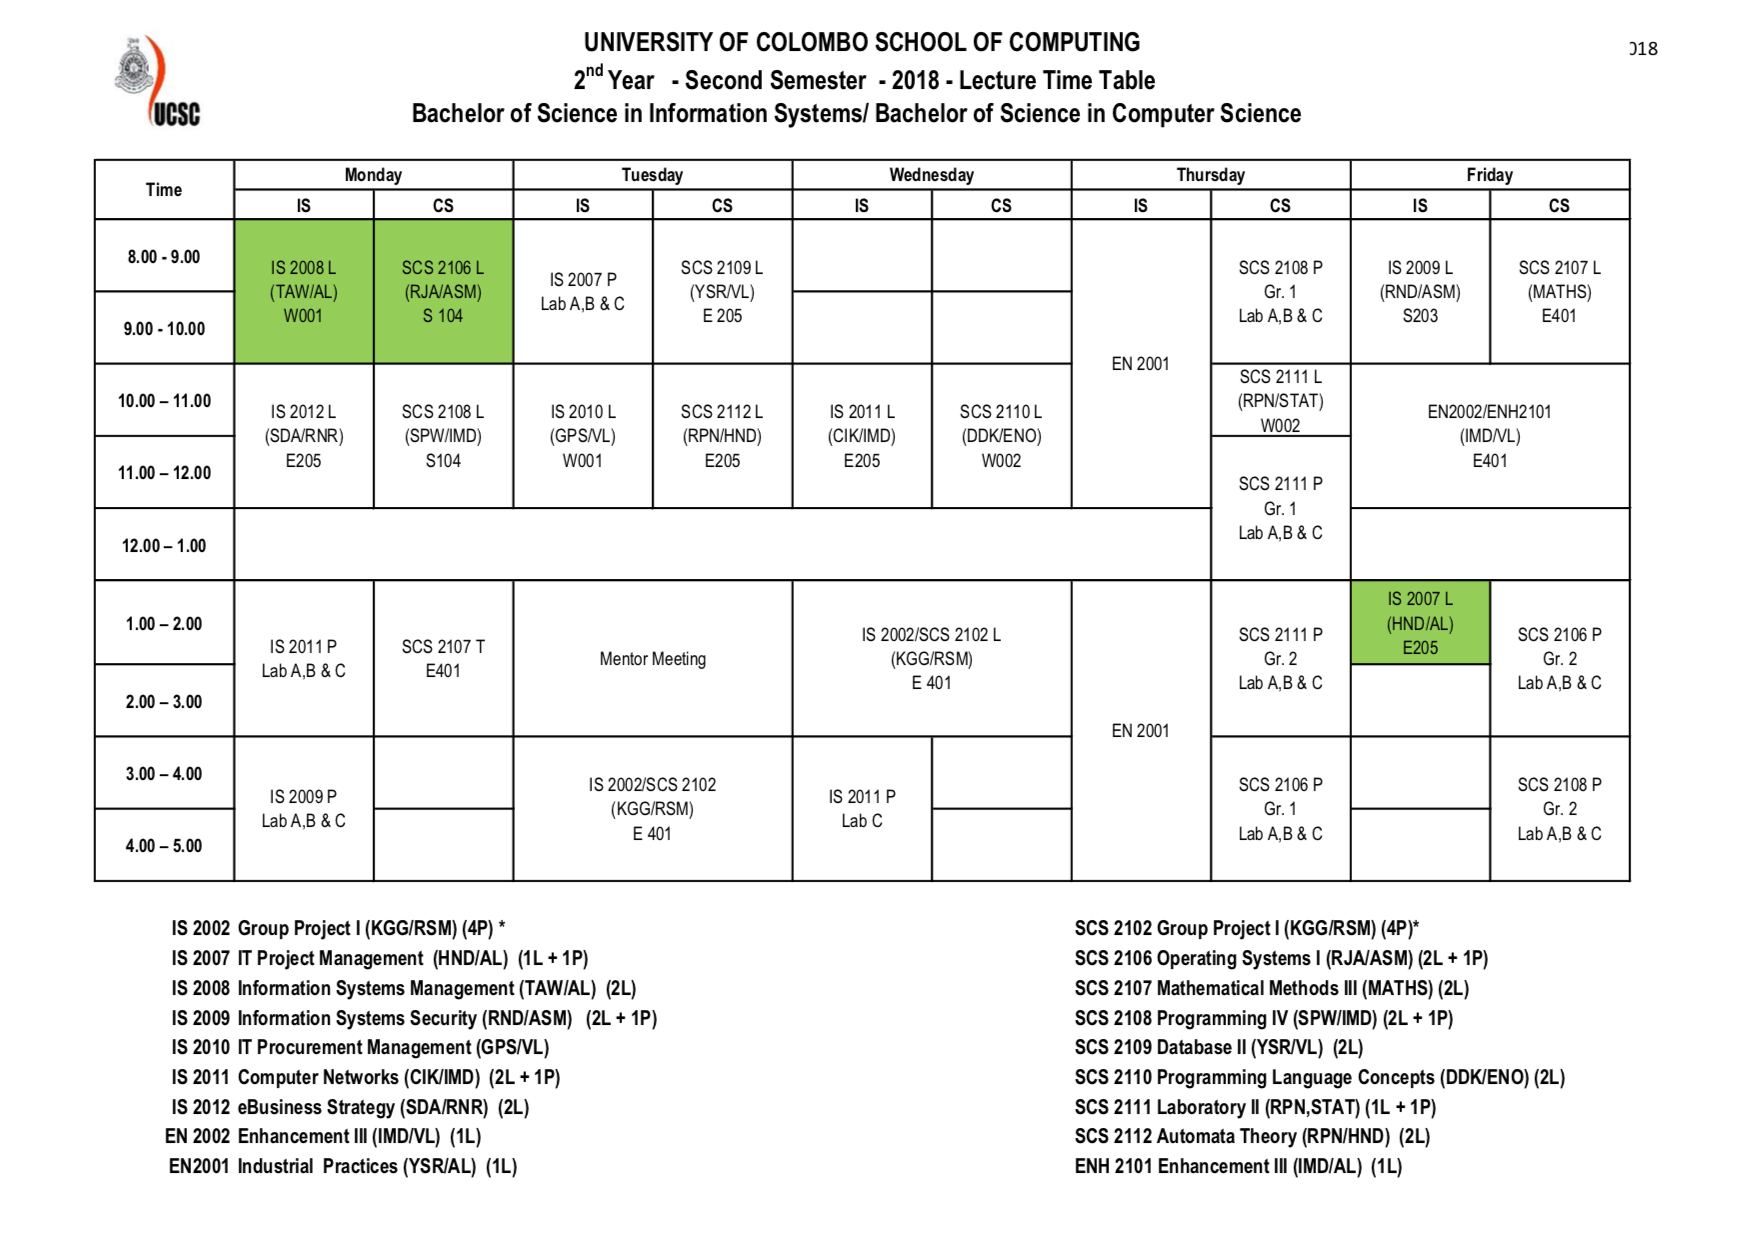 UNIVERSITY OF COLOMBO SCHOOL OF COMPUTING
018
2nd Year - Second Semester - 2018 - Lecture Time Table
UCSC
Bachelor of Science in Information Systems/ Bachelor of Science in Computer Science
Time
Monday
Tuesday
Wednesday
Thursday
Friday
IS
CS
IS
CS
IS
CS
IS
CS
IS
CS
8.00 - 9.00
9.00 - 10.00
IS 2008 L
(TAW/AL)
W001
SCS 2106 L
(RJA/ASM)
S 104
IS 2007 P
Lab A,B & C
SCS 2109 L
(YSR/VL)
E 205
EN 2001
SCS 2108 P
Gr. 1
Lab A,B & C
IS 2009 L
(RND/ASM)
S203
SCS 2107 L
(MATHS)
E401
10.00 – 11.00
11.00 – 12.00
IS 2012 L
(SDA/RNR)
E205
SCS 2108 L
(SPW/IMD)
S104
IS 2010 L
(GPS/VL)
W001
SCS 2112 L
(RPN/HND)
E205
IS 2011 L
(CIK/IMD)
E205
SCS 2110 L
(DDK/ENO)
W002
SCS 2111 L
(RPN/STAT)
W002
EN2002/ENH2101
(IMD/VL)
E401
SCS 2111 P
Gr. 1
Lab A,B & C
12.00 – 1.00
1.00 – 2.00
2.00 – 3.00
IS 2011 P
Lab A,B & C
SCS 2107 T
E401
Mentor Meeting
IS 2002/SCS 2102 L
(KGG/RSM)
E 401
EN 2001
SCS 2111 P
Gr. 2
Lab A,B & C
IS 2007 L
(HND/AL)
E205
SCS 2106 P
Gr. 2
Lab A,B & C
3.00 – 4.00
4.00 – 5.00
IS 2009 P
Lab A,B & C
IS 2002/SCS 2102
(KGG/RSM)
E 401
IS 2011 P
Lab C
SCS 2106 P
Gr. 1
Lab A,B & C
SCS 2108 P
Gr. 2
Lab A,B & C
IS 2002 Group Project I (KGG/RSM) (4P) *
IS 2007 IT Project Management (HND/AL) (1L + 1P)
IS 2008 Information Systems Management (TAW/AL) (2L)
IS 2009 Information Systems Security (RND/ASM) (2L + 1P)
IS 2010 IT Procurement Management (GPS/VL)
IS 2011 Computer Networks (CIK/IMD) (2L + 1P)
IS 2012 eBusiness Strategy (SDA/RNR) (2L)
EN 2002 Enhancement III (IMD/VL) (1L)
EN2001 Industrial Practices (YSR/AL) (1L)
SCS 2102 Group Project I (KGG/RSM) (4P)*
SCS 2106 Operating Systems I (RJA/ASM) (2L + 1P)
SCS 2107 Mathematical Methods III (MATHS) (2L)
SCS 2108 Programming IV (SPW/IMD) (2L + 1P)
SCS 2109 Database II (YSR/VL) (2L)
SCS 2110 Programming Language Concepts (DDK/ENO) (2L)
SCS 2111 Laboratory II (RPN,STAT) (1L + 1P)
SCS 2112 Automata Theory (RPN/HND) (2L)
ENH 2101 Enhancement III (IMD/AL) (1L)